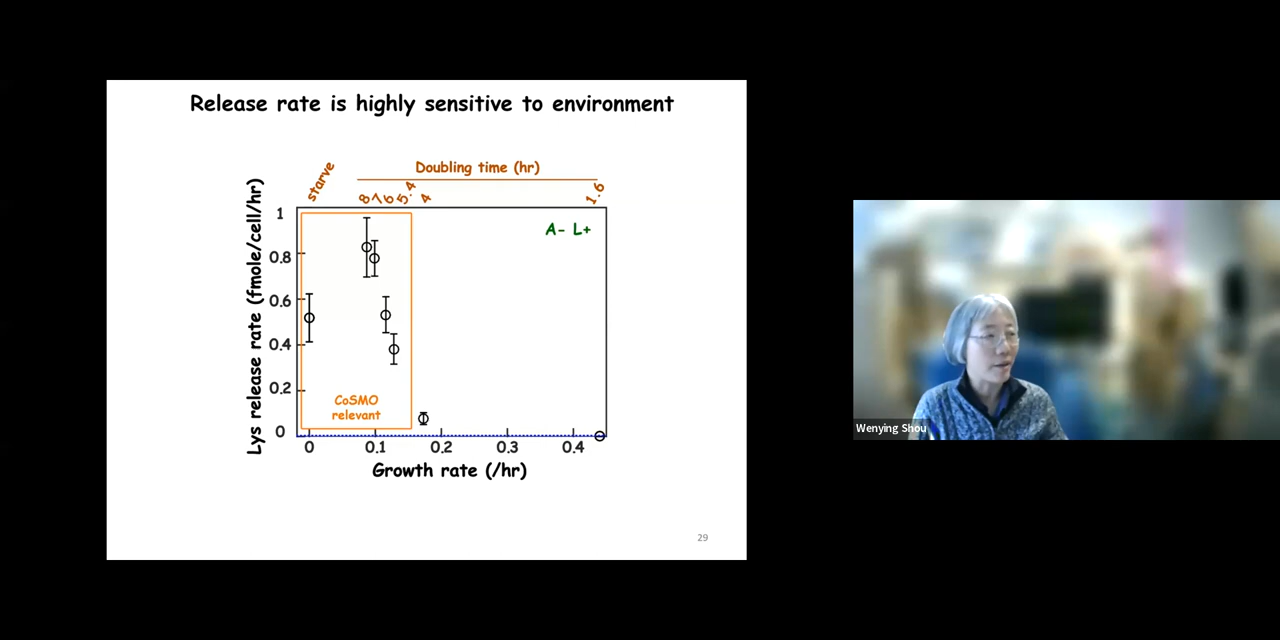 Release rate is highly sensitive to environment
Doubling time (hr)
starve
8 7 6 5.4 4 1.6
Lys release rate (fmole/cell/hr)
1
0.8
0.6
0.4
0.2
0
A- L+
CoSMO
relevant
0 0.1 0.2 0.3 0.4
Growth rate (/hr)
29
Wenying Shou